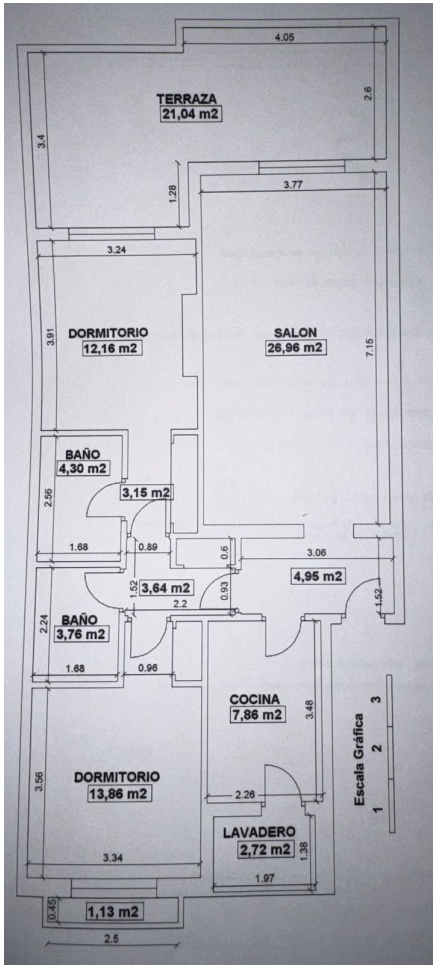 4.05
TERRAZA
21,04 m2
3.4
2.6
1.28
3.77
3.24
DORMITORIO
12,16 m2
3.91
SALON
26,96 m2
7.15
BAÑO
4,30 m2
2.56
3,15 m2
1.68
0.89
0.6
3.06
1.52
3,64 m2
0.93
4,95 m2
1.52
2.2
2.24
BAÑO
3,76 m2
1.68
0.96
COCINA
7,86 m2
3.48
3.56
DORMITORIO
13,86 m2
2.26
Escala Gráfica
1 2 3
LAVADERO
2,72 m2
1.38
3.34
1.97
0.45
1,13 m2
2.5